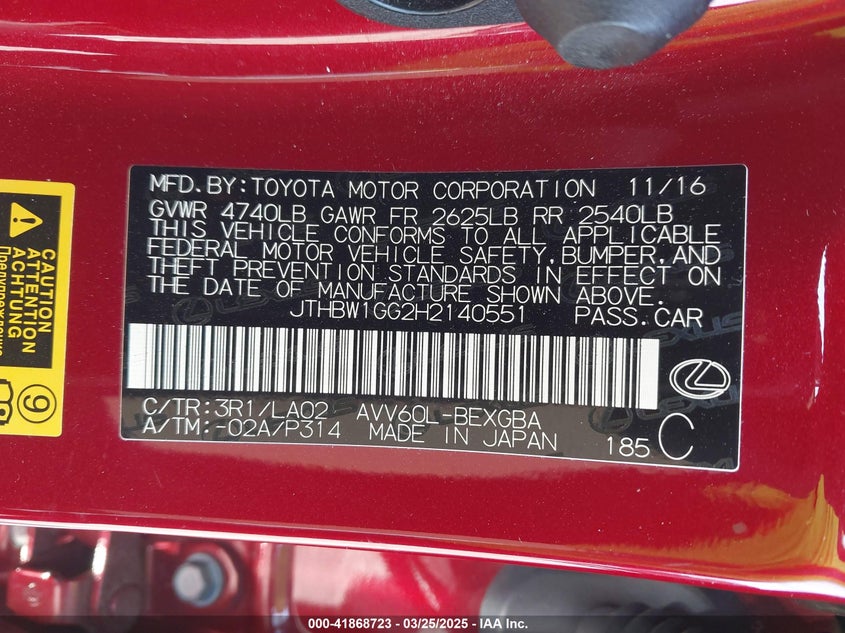 MFD.BY:TOYOTA MOTOR CORPORATION 11/16
GVWR 4740LB GAWR FR 2625LB RR 2540LB
THIS VEHICLE CONFORMS TO ALL APPLICABLE
FEDERAL MOTOR VEHICLE SAFETY,BUMPER,AND
THEFT PREVENTION STANDARDS IN EFFECT ON
THE DATE OF MANUFACTURE SHOWN ABOVE.
JTHBW1GG2H2140551 PASS.CAR
C/TR:3R1/LA02 AVV60L-BEXGBA
A/TM:-02A/P314 MADE IN JAPAN 185 C
CAUTION
ATTENTION
ACHTUNG
Предупреждение
9
000-41868723 - 03/25/2025 - IAA Inc.